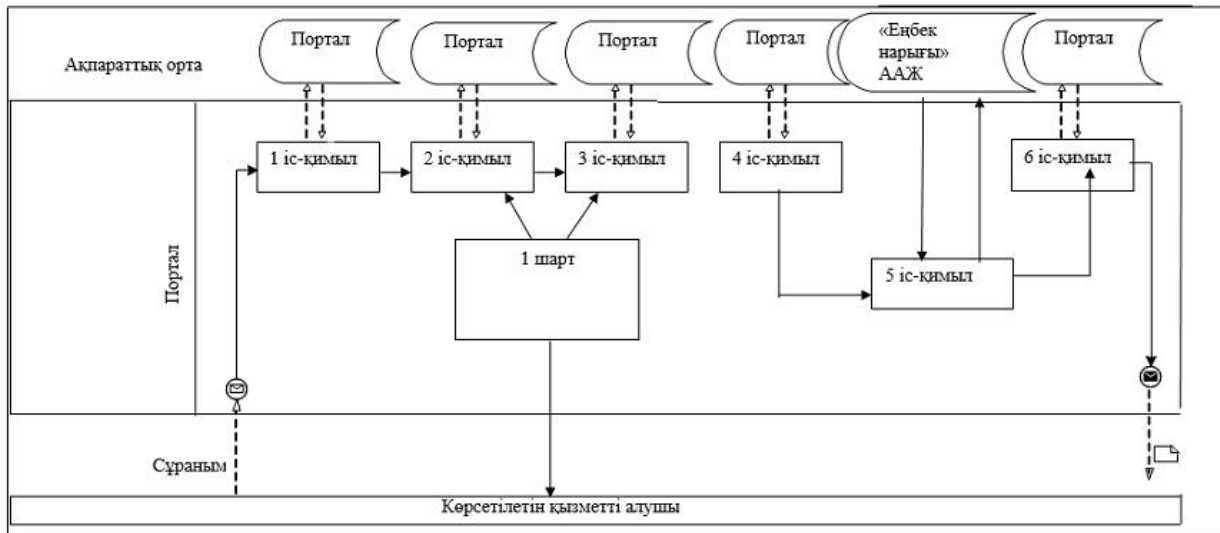 Ақпараттық орта
Портал
Портал
Портал
Портал
«Еңбек
нарығы»
ААЖ
Портал
Портал
1 іс-қимыл
2 іс-қимыл
3 іс-қимыл
4 іс-қимыл
6 іс-қимыл
1 шарт
5 іс-қимыл
Сұраным
Көрсетілетін қызметті алушы